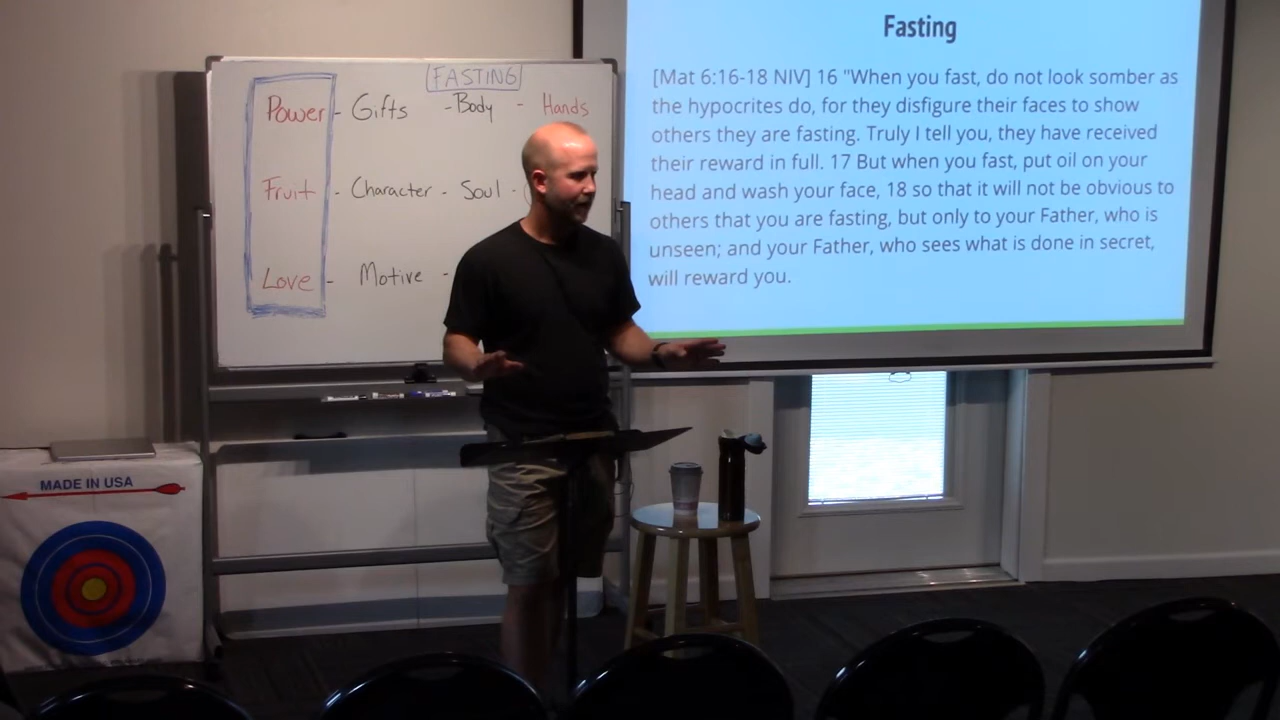 FASTING
Power - Gifts - Body - Hands
Fruit - Character - Soul -
Love - Motive -
Fasting
[Mat 6:16-18 NIV] 16 "When you fast, do not look somber as
the hypocrites do, for they disfigure their faces to show
others they are fasting. Truly I tell you, they have received
their reward in full. 17 But when you fast, put oil on your
head and wash your face, 18 so that it will not be obvious to
others that you are fasting, but only to your Father, who is
unseen; and your Father, who sees what is done in secret,
will reward you.
MADE IN USA